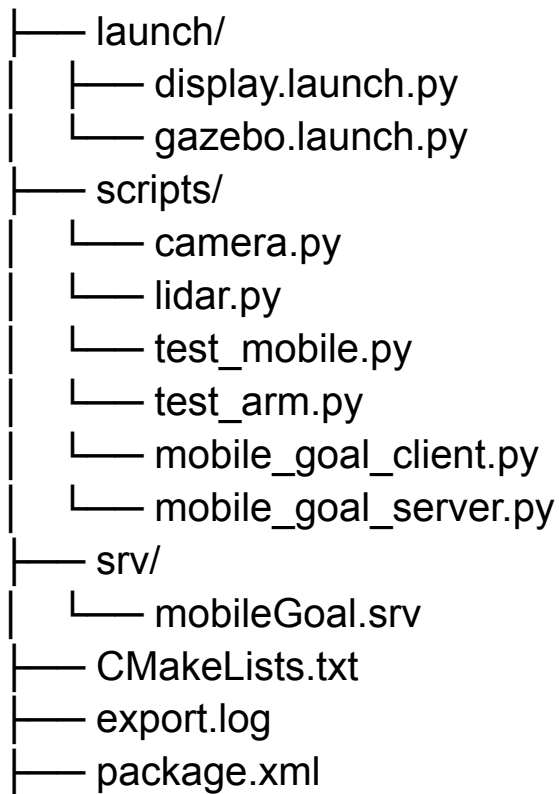 ├── launch/
│   ├── display.launch.py
│   └── gazebo.launch.py
├── scripts/
│   └── camera.py
│   └── lidar.py
│   └── test_mobile.py
│   └── test_arm.py
│   └── mobile_goal_client.py
│   └── mobile_goal_server.py
├── srv/
│   └── mobileGoal.srv
├── CMakeLists.txt
├── export.log
├── package.xml